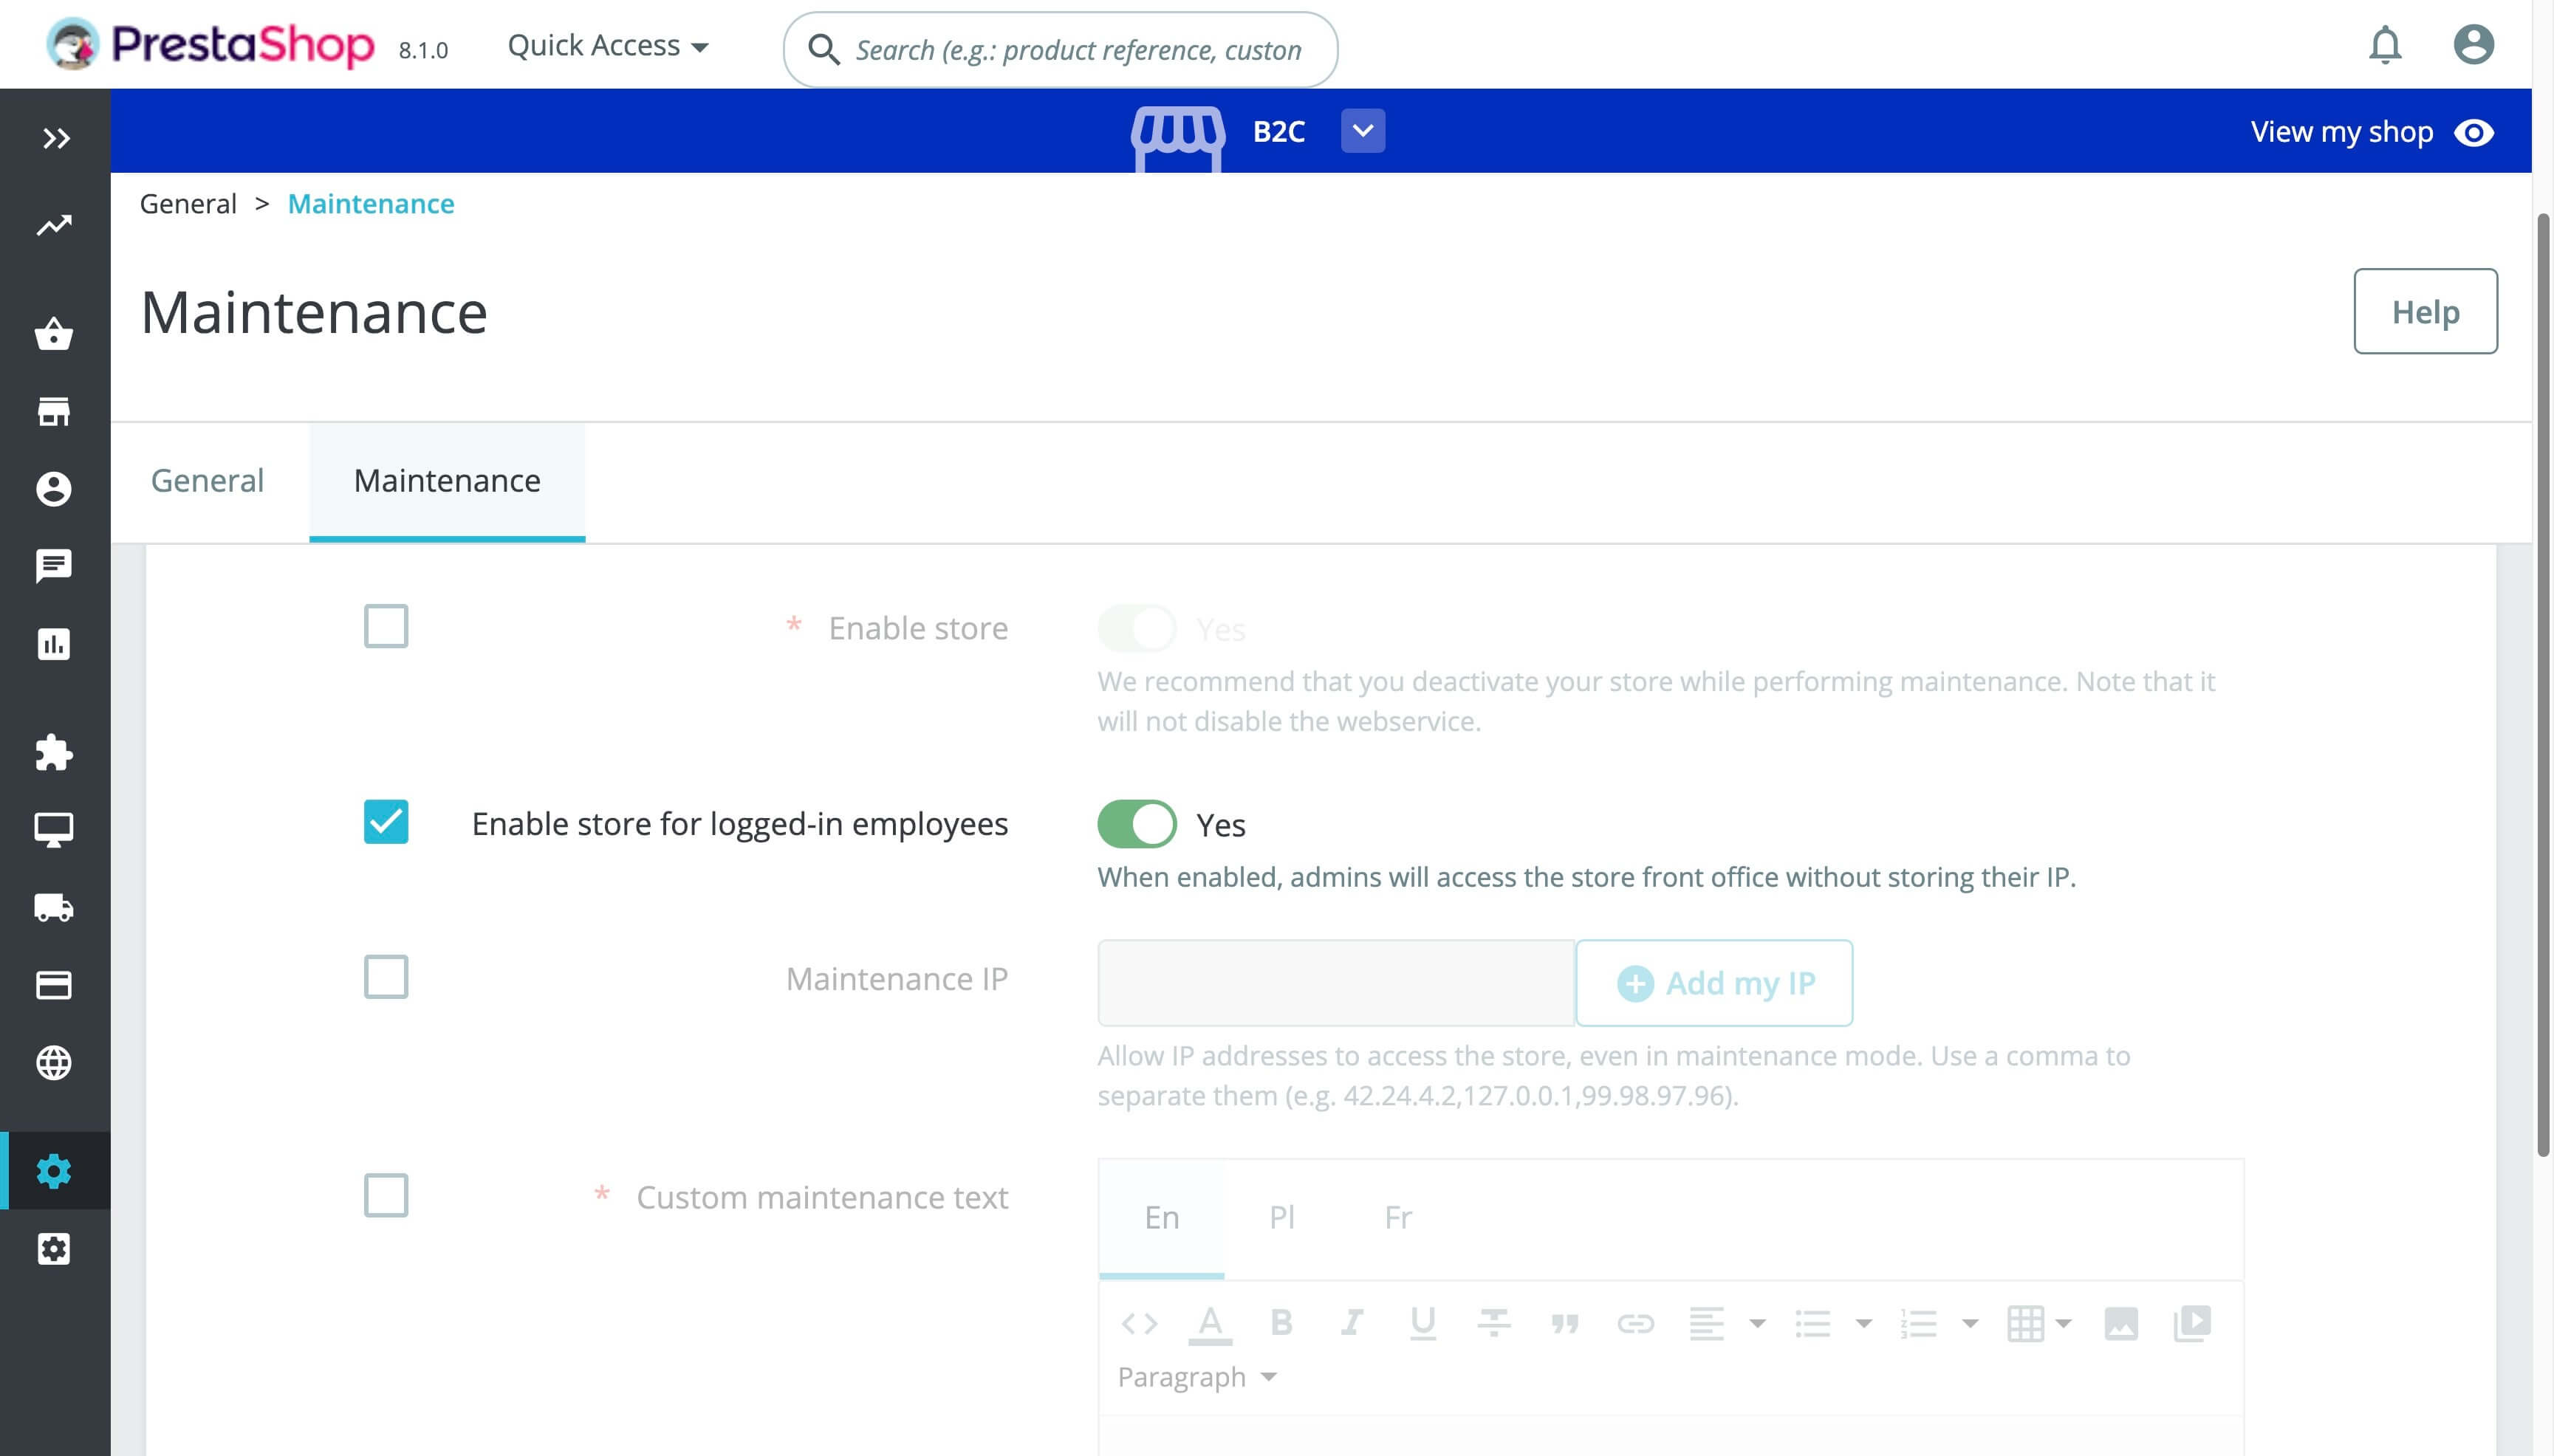 PrestaShop 8.1.0 Quick Access Search (e.g.: product reference, custon
B2C View my shop
General > Maintenance
Maintenance Help
General Maintenance
* Enable store Yes
We recommend that you deactivate your store while performing maintenance. Note that it
will not disable the webservice.
Enable store for logged-in employees Yes
When enabled, admins will access the store front office without storing their IP.
Maintenance IP Add my IP
Allow IP addresses to access the store, even in maintenance mode. Use a comma to
separate them (e.g. 42.24.4.2,127.0.0.1,99.98.97.96).
* Custom maintenance text En Pl Fr
Paragraph